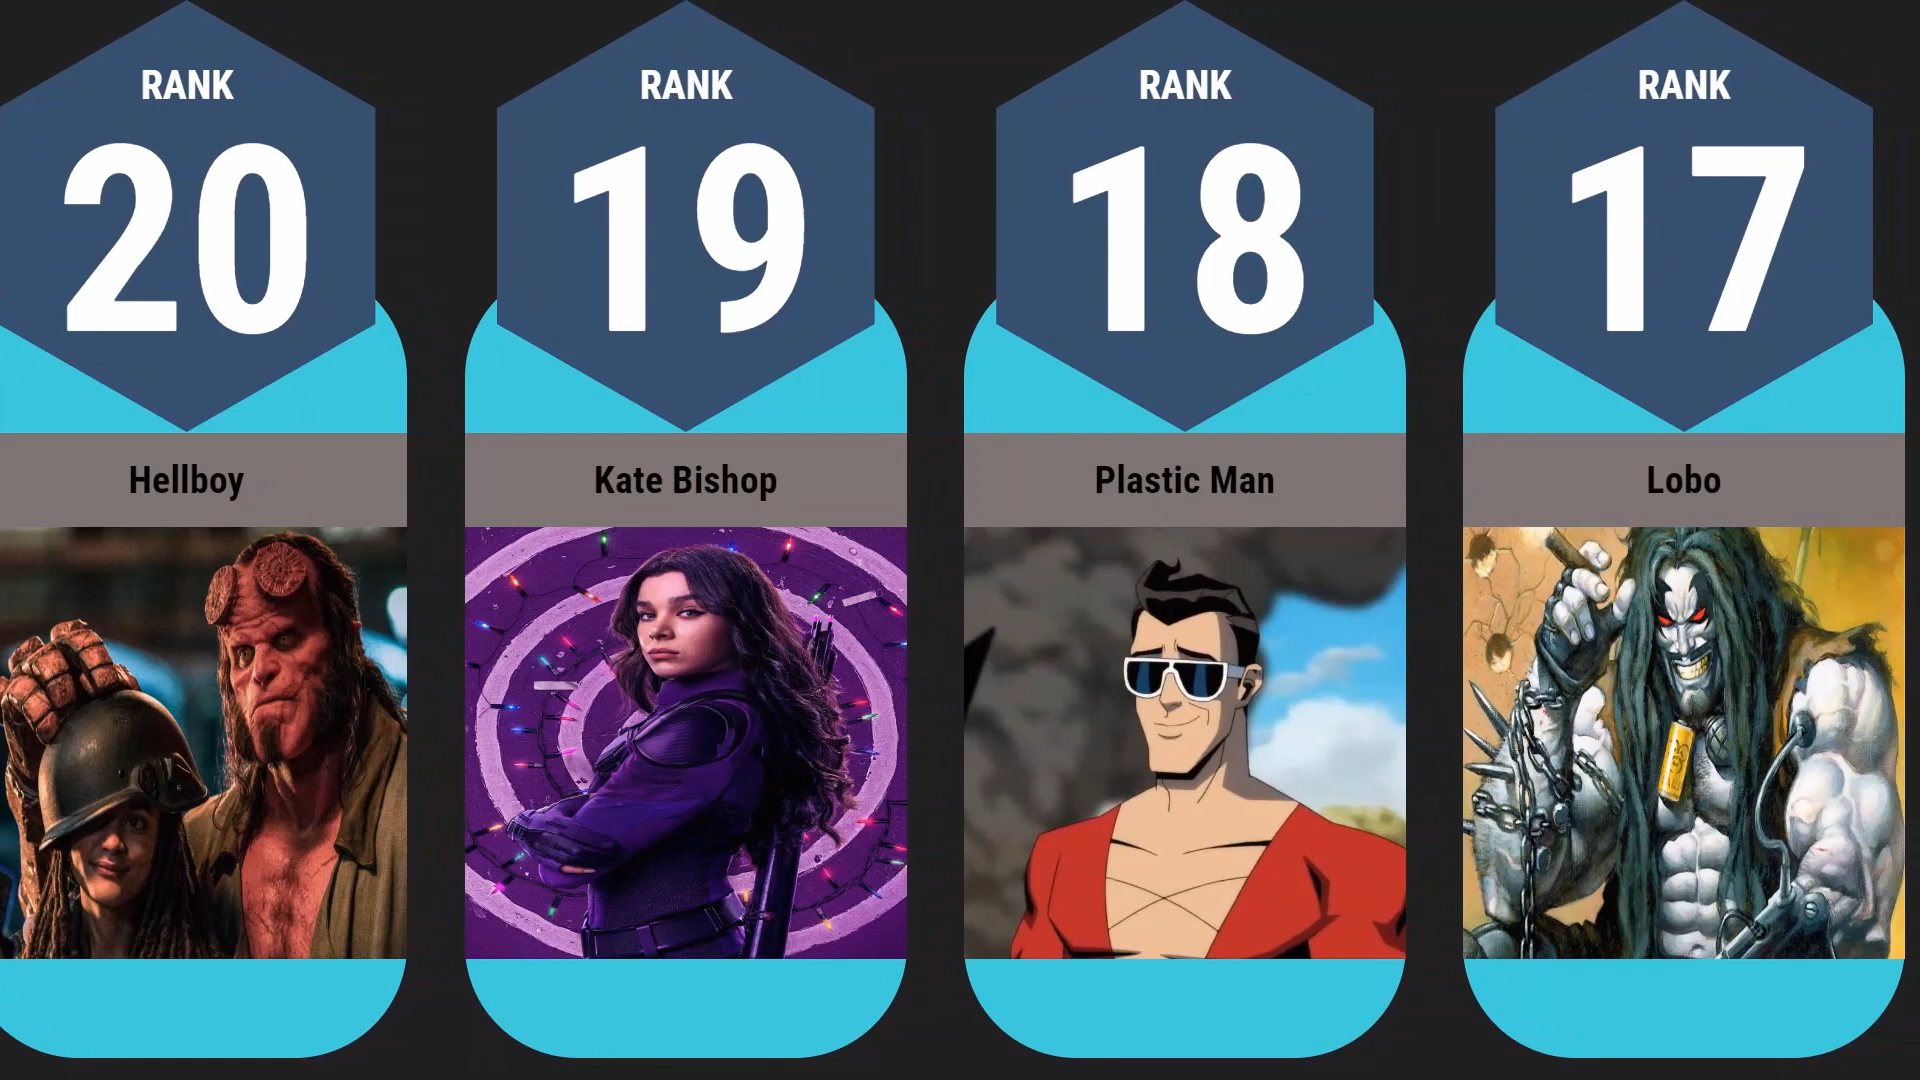 RANK
20
Hellboy
RANK
19
Kate Bishop
RANK
18
Plastic Man
RANK
17
Lobo